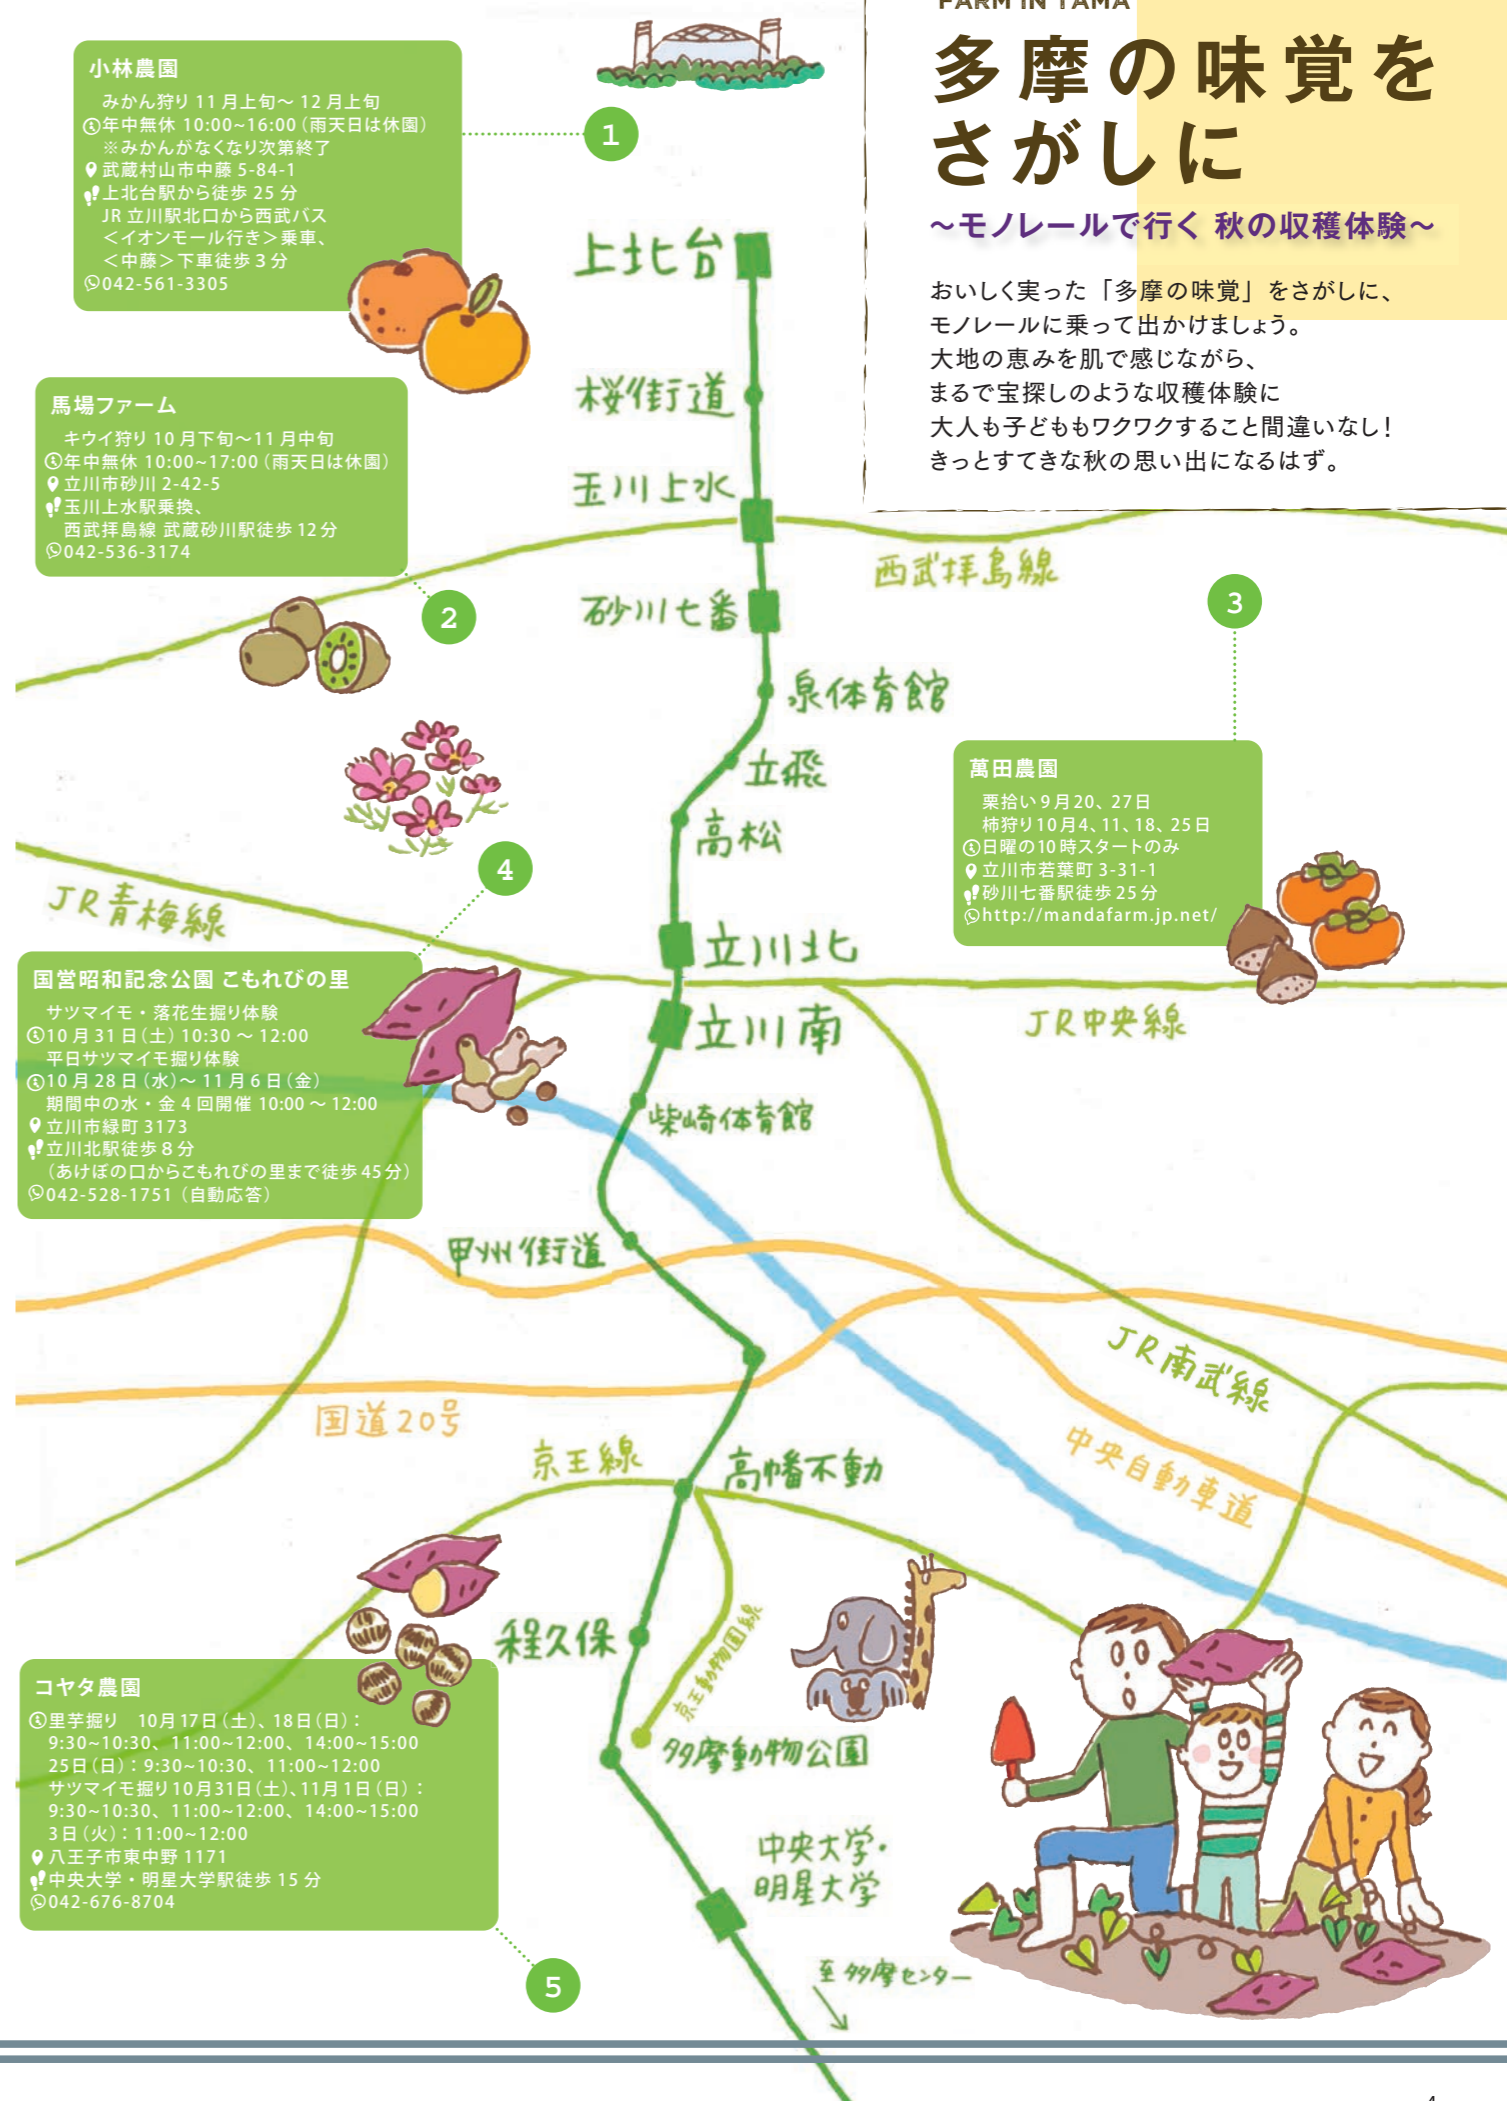 FARM IN TAMA
多摩の味覚を
さがしに
～モノレールで行く 秋の収穫体験～
おいしく実った「多摩の味覚」をさがしに、
モノレールに乗って出かけましょう。
大地の恵みを肌で感じながら、
まるで宝探しのような収穫体験に
大人も子どももワクワクすること間違いなし！
きっとすてきな秋の思い出になるはず。
小林農園
みかん狩り 11月上旬～12月上旬
年中無休 10:00~16:00（雨天日は休園）
※みかんがなくなり次第終了
武蔵村山市中藤 5-84-1
上北台駅から徒歩 25 分
JR 立川駅北口から西武バス
＜イオンモール行き＞乗車、
＜中藤＞下車徒歩 3 分
042-561-3305
1
馬場ファーム
キウイ狩り 10月下旬～11月中旬
年中無休 10:00~17:00（雨天日は休園）
立川市砂川 2-42-5
玉川上水駅乗換、
西武拝島線 武蔵砂川駅徒歩 12 分
042-536-3174
2
3
萬田農園
栗拾い 9月20、27日
柿狩り10月4、11、18、25日
日曜の10時スタートのみ
立川市若葉町 3-31-1
砂川七番駅徒歩 25 分
http://mandafarm.jp.net/
4
国営昭和記念公園 こもれびの里
サツマイモ・落花生掘り体験
10月31日（土）10:30 ～ 12:00
平日サツマイモ掘り体験
10月28日（水）～ 11月6日（金）
期間中の水・金 4 回開催 10:00 ～ 12:00
立川市緑町 3173
立川北駅徒歩 8 分
（あけぼの口からこもれびの里まで徒歩 45 分）
042-528-1751（自動応答）
コヤタ農園
里芋掘り　10月17日（土）、18日（日）：
9:30~10:30、11:00~12:00、14:00~15:00
25日（日）：9:30~10:30、11:00~12:00
サツマイモ掘り10月31日（土）、11月1日（日）：
9:30~10:30、11:00~12:00、14:00~15:00
3日（火）：11:00~12:00
八王子市東中野 1171
中央大学・明星大学駅徒歩 15 分
042-676-8704
5
上北台
桜街道
玉川上水
西武拝島線
砂川七番
泉体育館
立飛
高松
JR青梅線
立川北
JR中央線
立川南
柴崎体育館
甲州街道
JR南武線
国道20号
中央自動車道
京王線
高幡不動
程久保
京王動物園線
多摩動物公園
中央大学・
明星大学
至 多摩センター